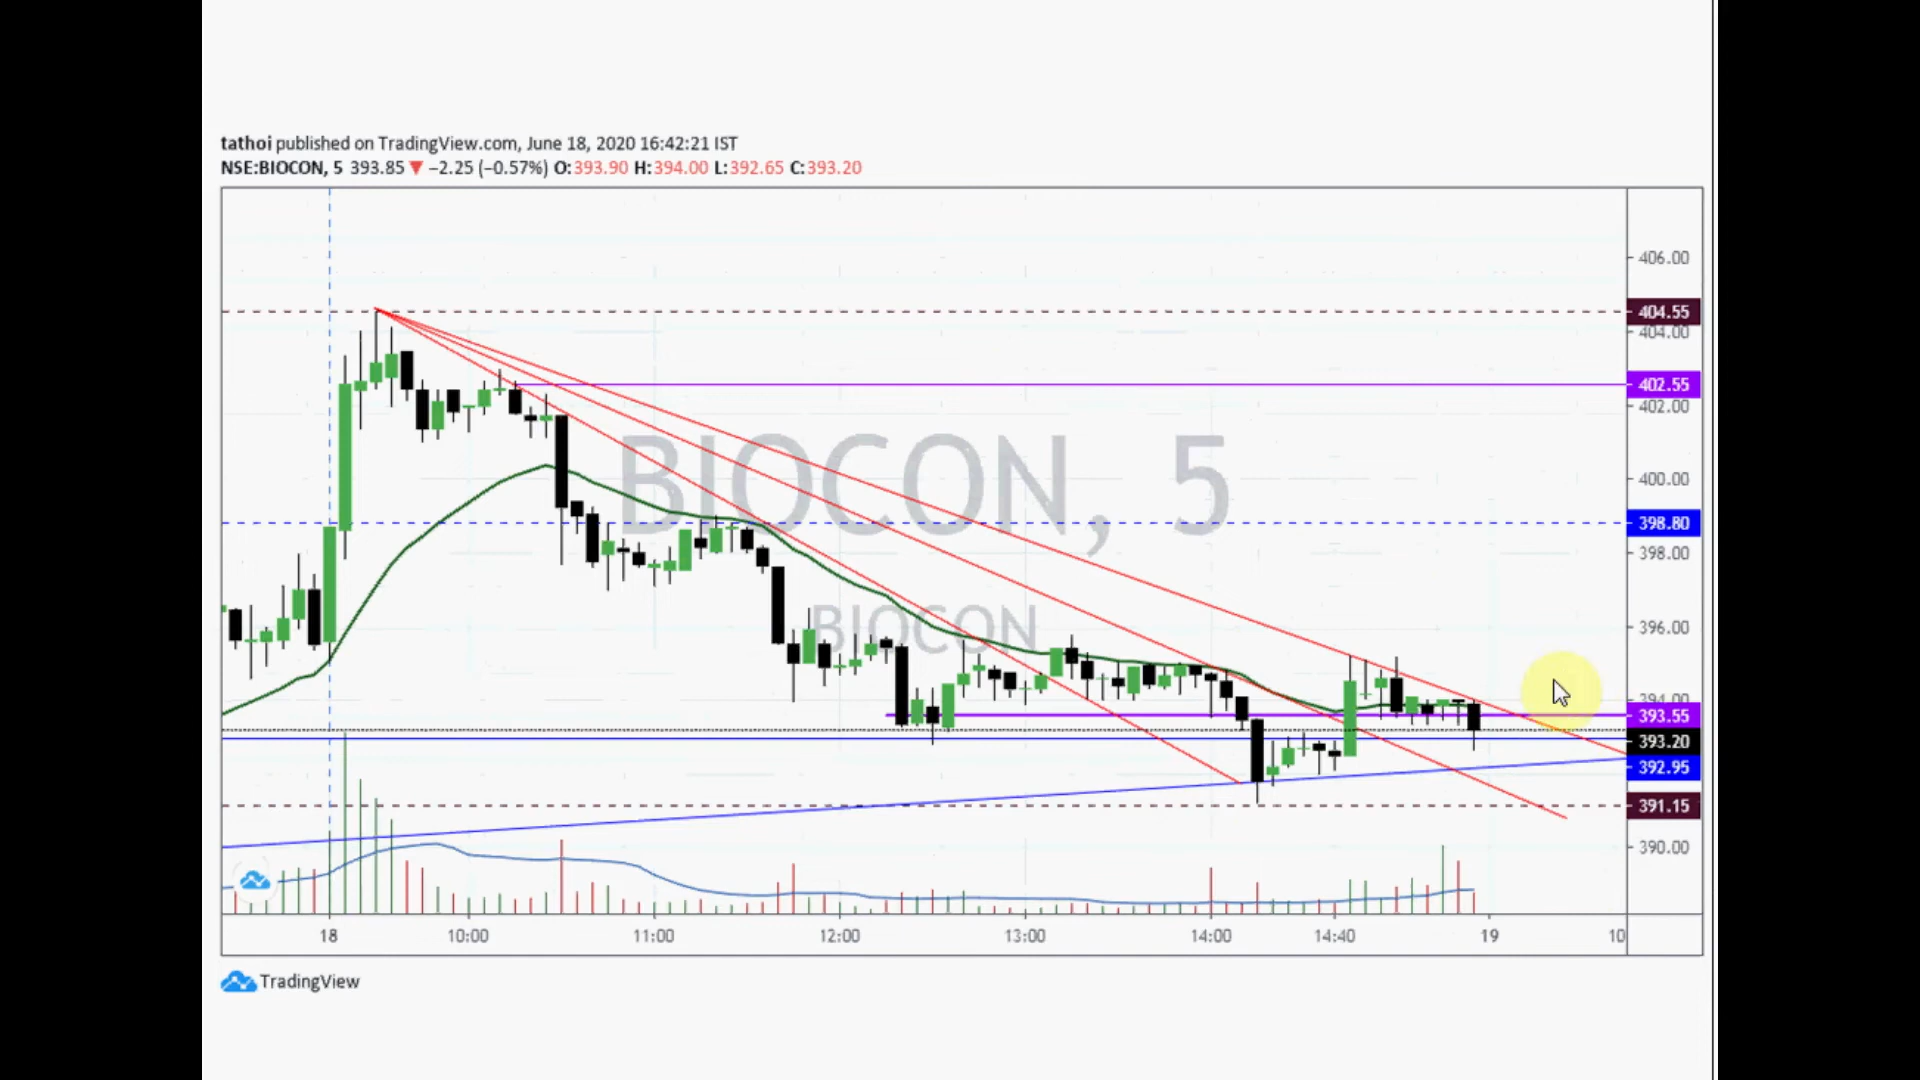 tathoi published on TradingView.com, June 18, 2020 16:42:21 IST
NSE:BIOCON, 5 393.85 ▼ −2.25 (−0.57%) O:393.90 H:394.00 L:392.65 C:393.20
BIOCON, 5
BIOCON
406.00
404.55
404.00
402.55
402.00
400.00
398.80
398.00
396.00
394.00
393.55
393.20
392.95
391.15
390.00
18 10:00 11:00 12:00 13:00 14:00 14:40 19 10
TradingView